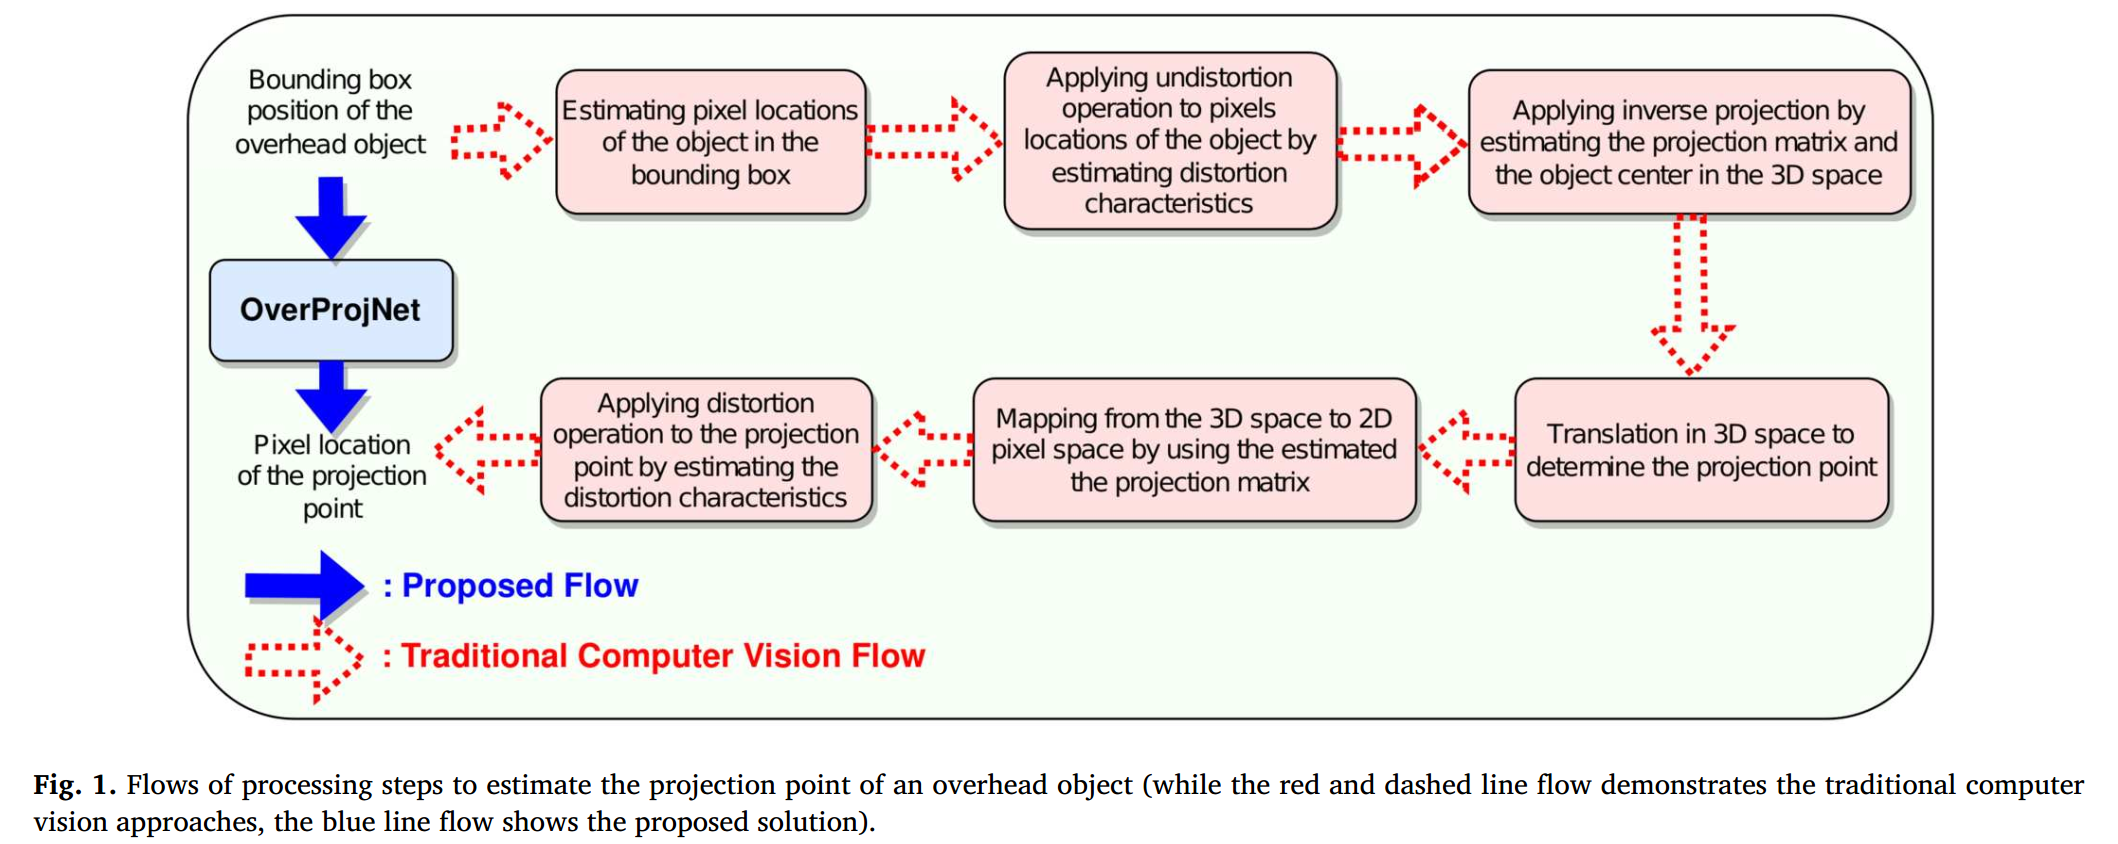 Bounding box
position of the
overhead object
Estimating pixel locations
of the object in the
bounding box
Applying undistortion
operation to pixels
locations of the object by
estimating distortion
characteristics
Applying inverse projection by
estimating the projection matrix and
the object center in the 3D space
OverProjNet
Translation in 3D space to
determine the projection point
Mapping from the 3D space to 2D
pixel space by using the estimated
the projection matrix
Applying distortion
operation to the projection
point by estimating the
distortion characteristics
Pixel location
of the projection
point
: Proposed Flow
: Traditional Computer Vision Flow
Fig. 1. Flows of processing steps to estimate the projection point of an overhead object (while the red and dashed line flow demonstrates the traditional computer
vision approaches, the blue line flow shows the proposed solution).